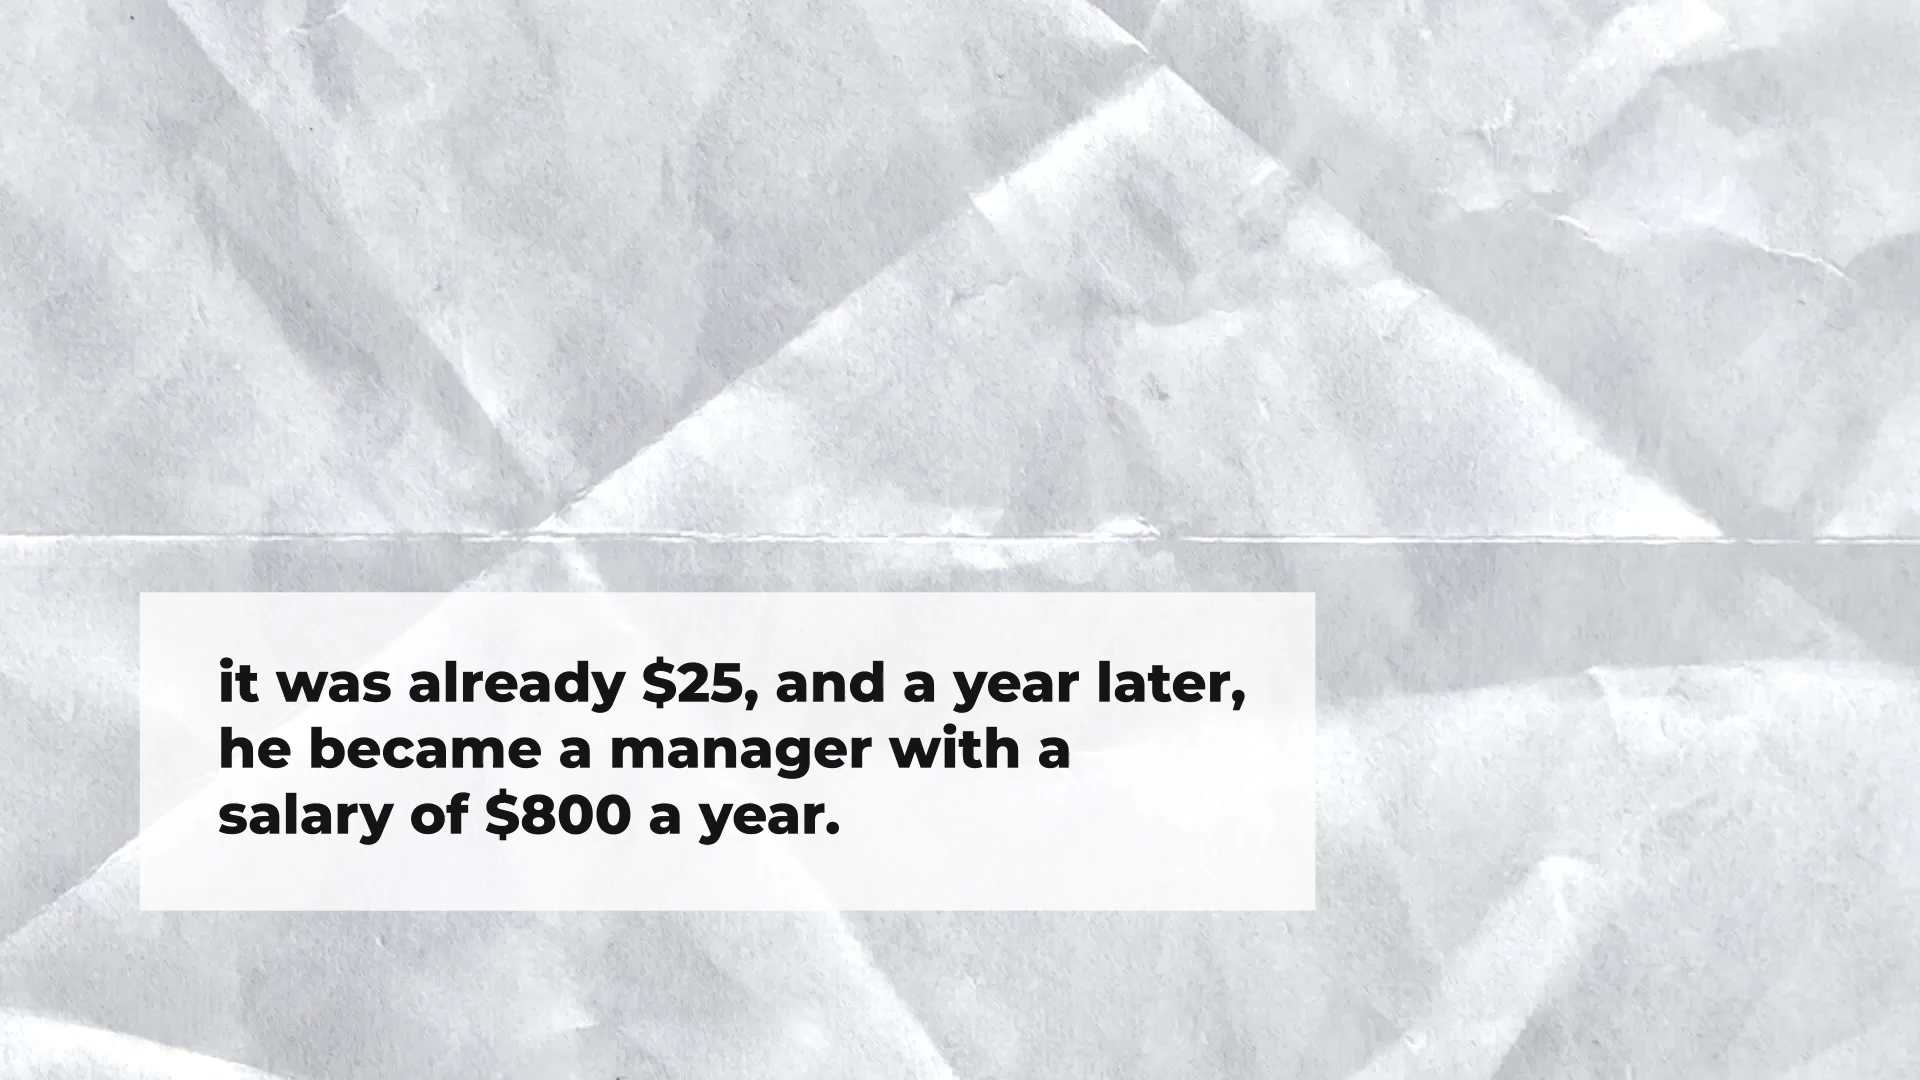 it was already $25, and a year later,
he became a manager with a
salary of $800 a year.